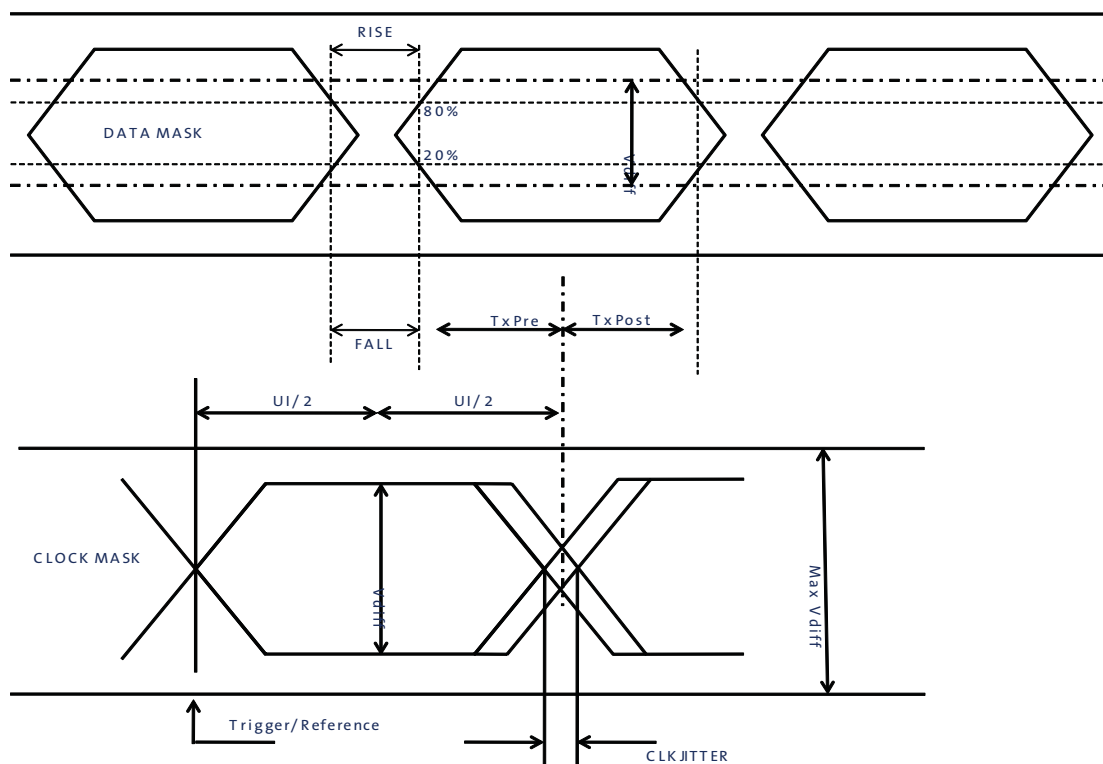 RISE
80%
DATA MASK
20%
Vdiff
TxPre
TxPost
FALL
UI/2
UI/2
CLOCK MASK
Vdiff
Max Vdiff
Trigger/Reference
CLKJITTER